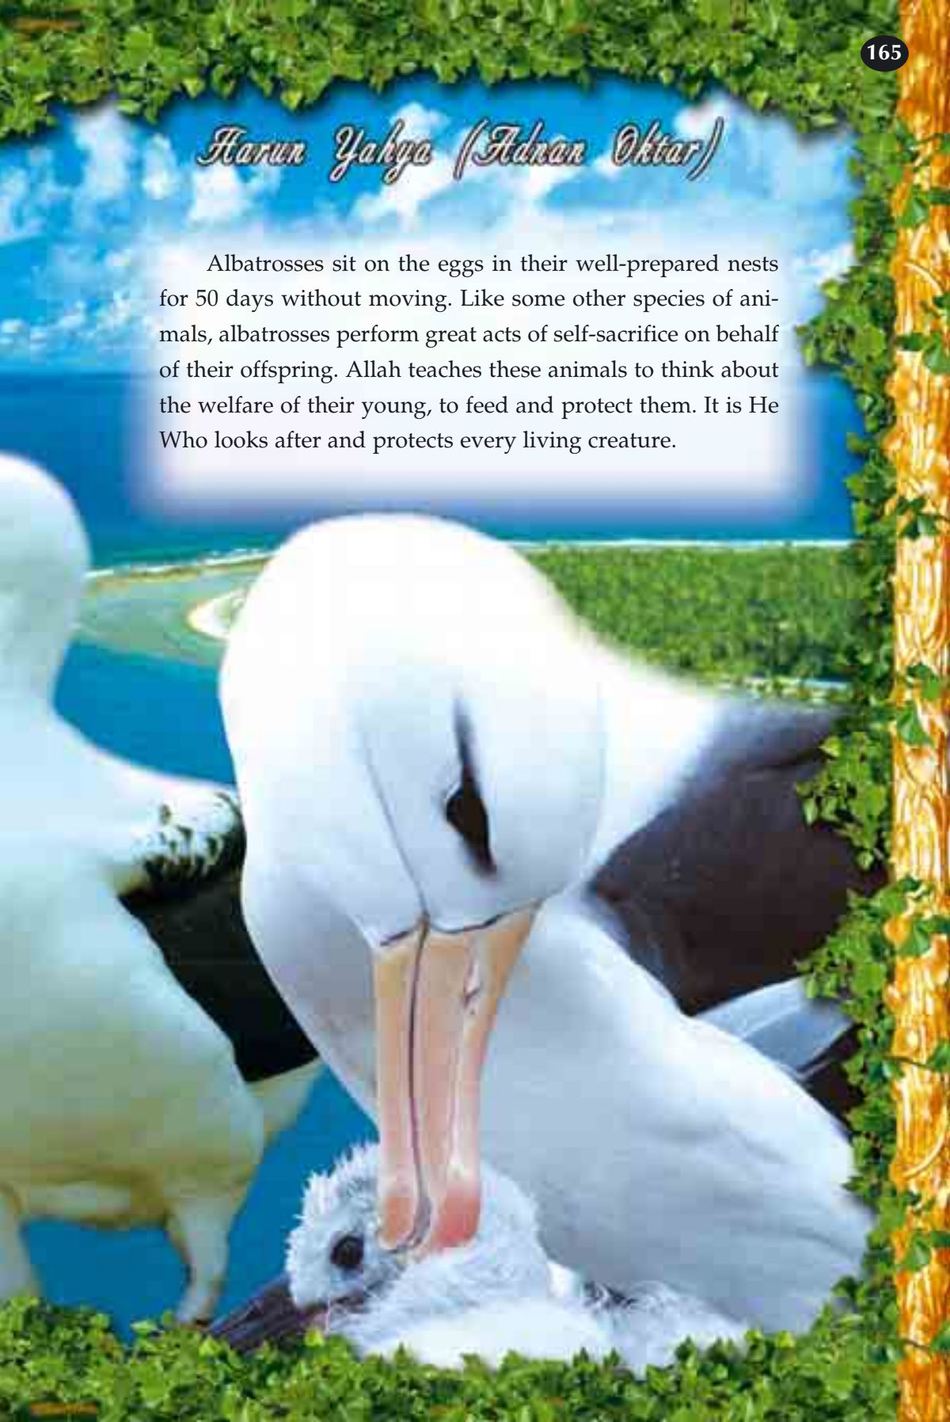 165
Harun Yahya (Adnan Oktar)
Albatrosses sit on the eggs in their well-prepared nests
for 50 days without moving. Like some other species of ani-
mals, albatrosses perform great acts of self-sacrifice on behalf
of their offspring. Allah teaches these animals to think about
the welfare of their young, to feed and protect them. It is He
Who looks after and protects every living creature.